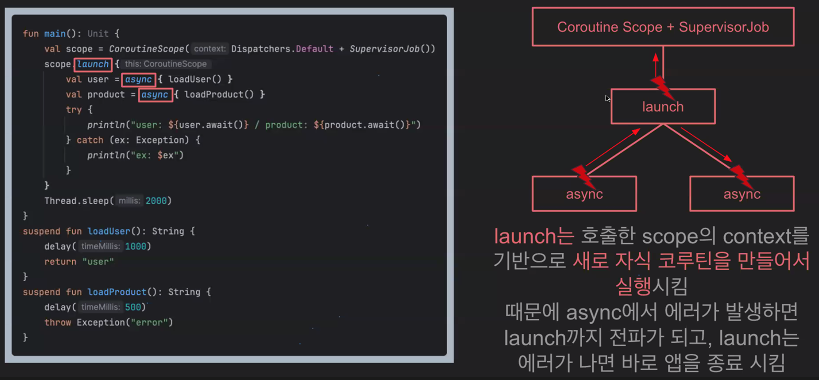 fun main(): Unit {
val scope = CoroutineScope( context: Dispatchers.Default + SupervisorJob())
scope launch { this: CoroutineScope
val user = async { loadUser() }
val product = async { loadProduct() }
try {
println("user: ${user.await()} / product: ${product.await()}")
} catch (ex: Exception) {
println("ex: $ex")
}
}
Thread.sleep( millis: 2000)
}
suspend fun loadUser(): String {
delay( timeMillis: 1000)
return "user"
}
suspend fun loadProduct(): String {
delay( timeMillis: 500)
throw Exception("error")
}
Coroutine Scope + SupervisorJob
launch
async
async
launch는 호출한 scope의 context를
기반으로 새로 자식 코루틴을 만들어서
실행시킴
때문에 async에서 에러가 발생하면
launch까지 전파가 되고, launch는
에러가 나면 바로 앱을 종료 시킴